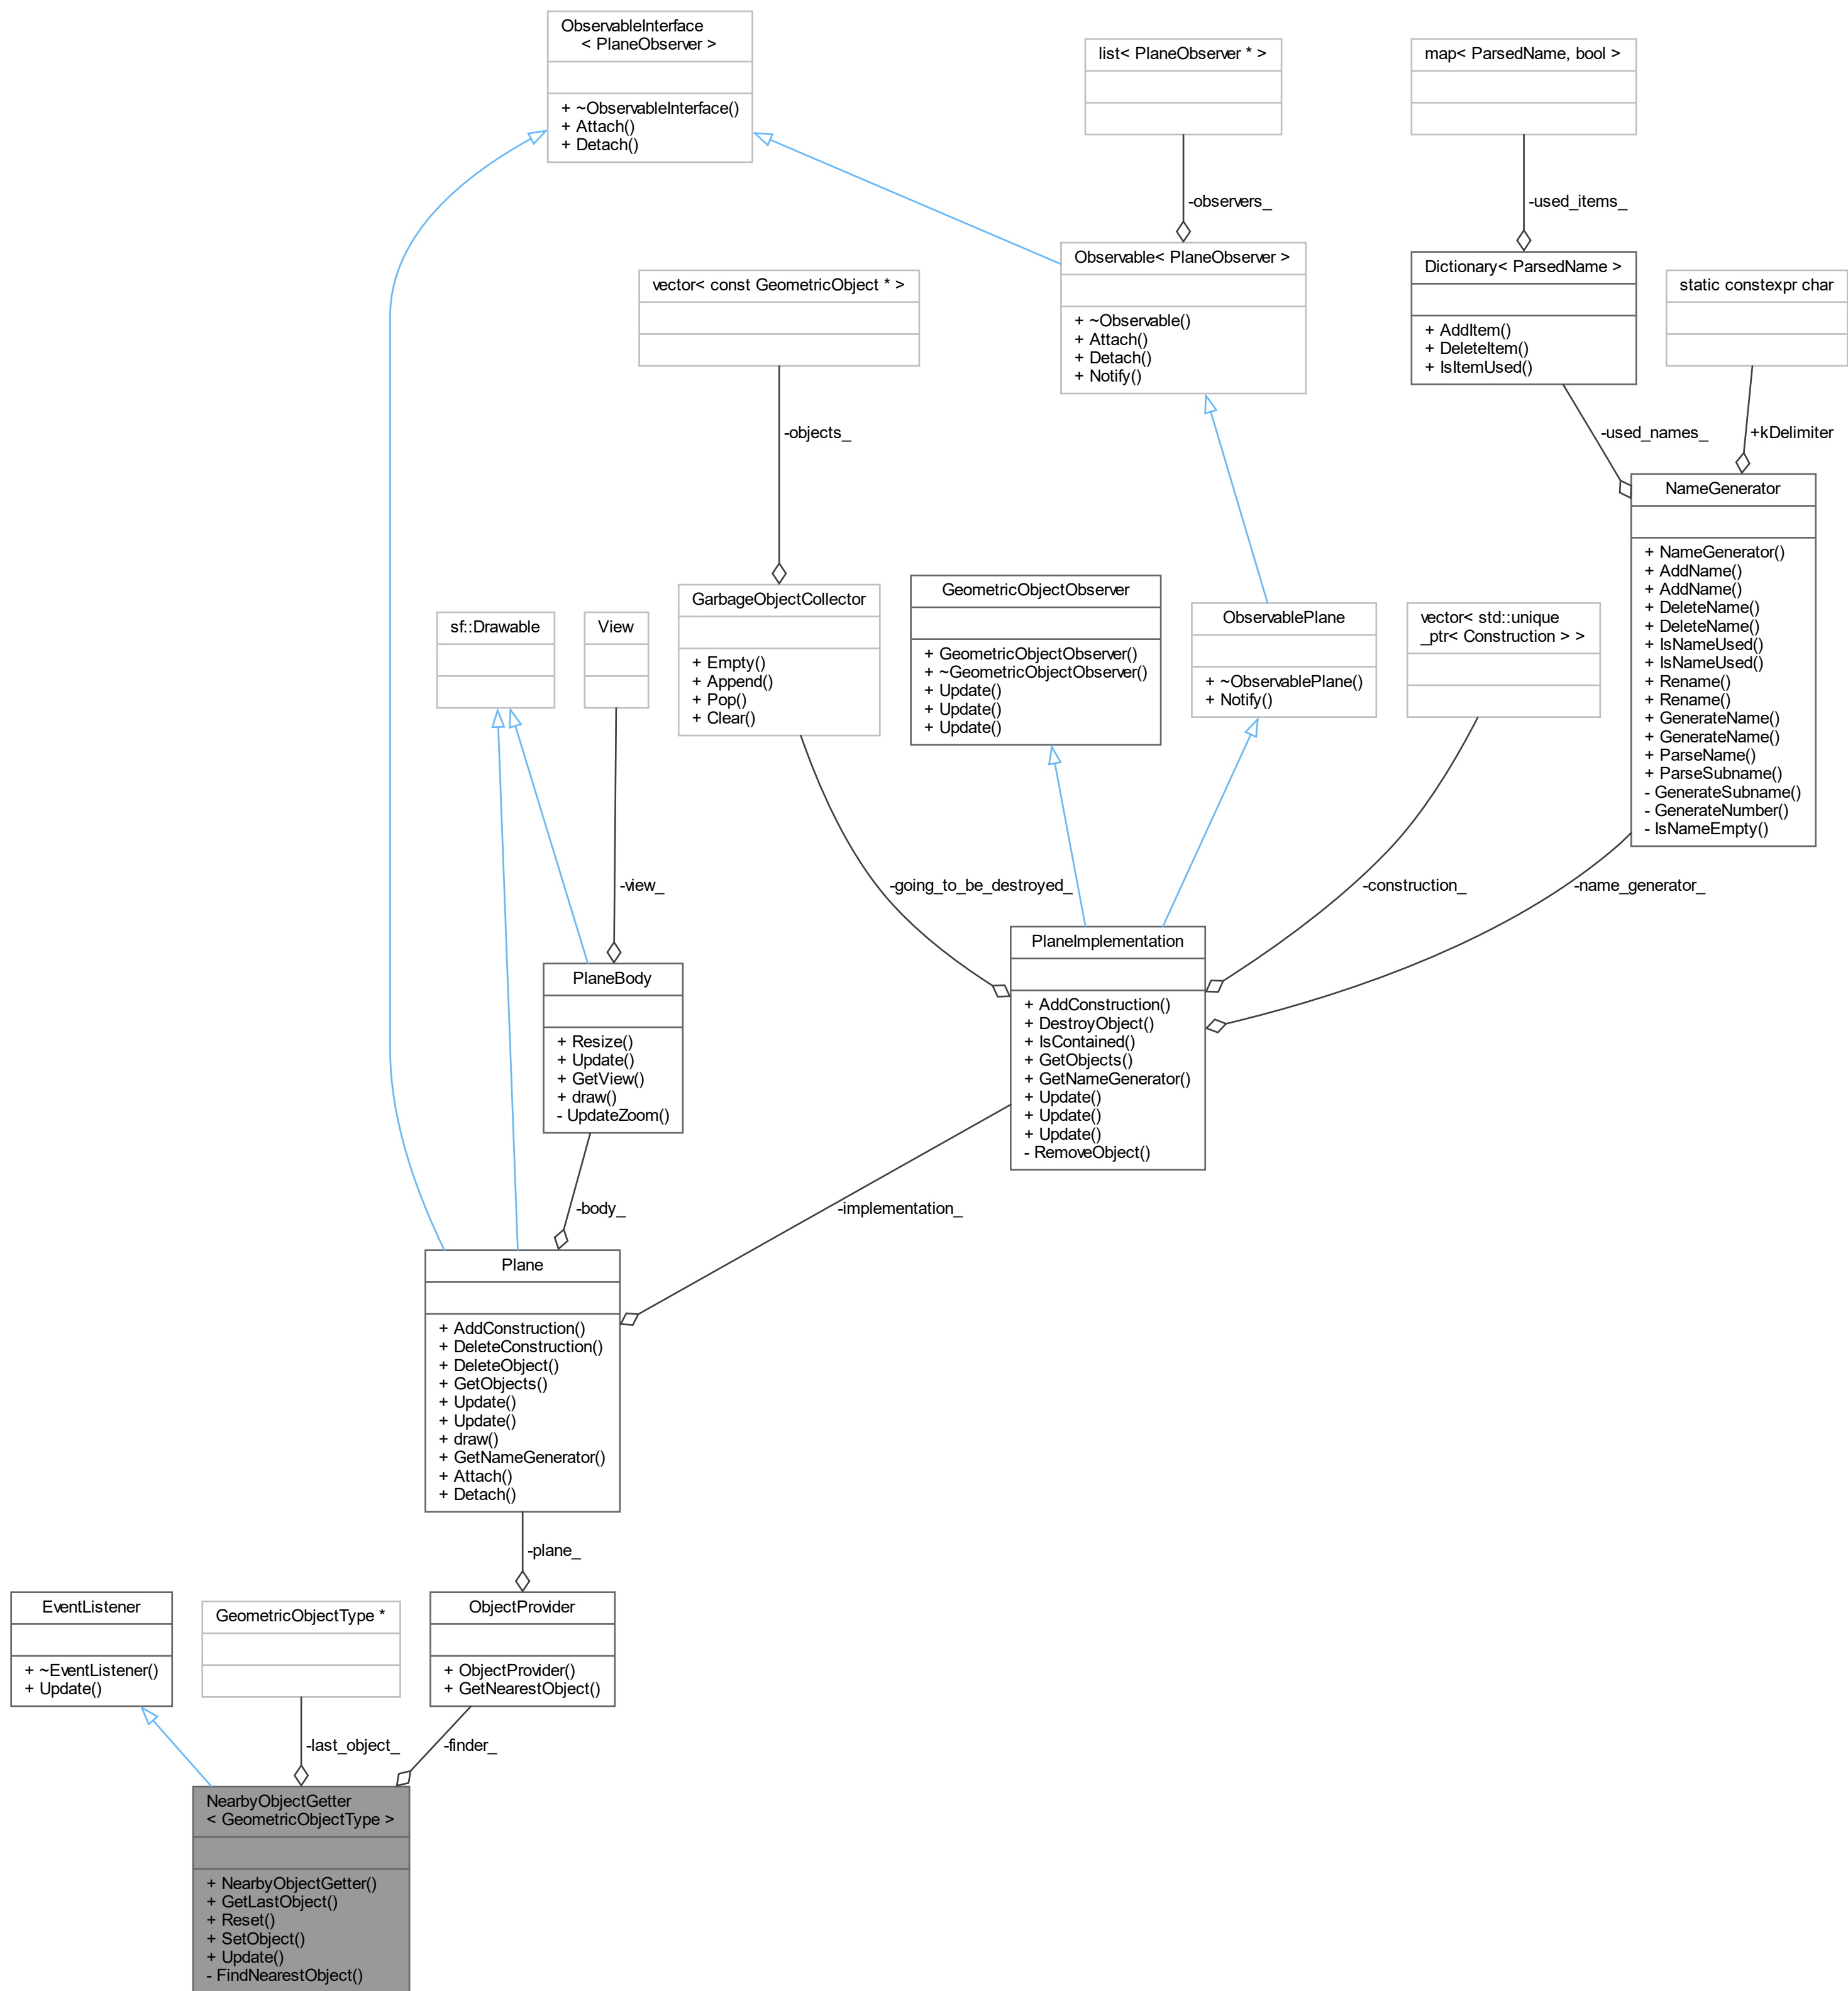 ObservableInterface
< PlaneObserver >
+ ~ObservableInterface()
+ Attach()
+ Detach()
list< PlaneObserver * >
map< ParsedName, bool >
-observers_
-used_items_
vector< const GeometricObject * >
Observable< PlaneObserver >
+ ~Observable()
+ Attach()
+ Detach()
+ Notify()
Dictionary< ParsedName >
+ AddItem()
+ DeleteItem()
+ IsItemUsed()
static constexpr char
-objects_
-used_names_
+kDelimiter
NameGenerator
+ NameGenerator()
+ AddName()
+ AddName()
+ DeleteName()
+ DeleteName()
+ IsNameUsed()
+ IsNameUsed()
+ Rename()
+ Rename()
+ GenerateName()
+ GenerateName()
+ ParseName()
+ ParseSubname()
- GenerateSubname()
- GenerateNumber()
- IsNameEmpty()
sf::Drawable
View
GarbageObjectCollector
+ Empty()
+ Append()
+ Pop()
+ Clear()
GeometricObjectObserver
+ GeometricObjectObserver()
+ ~GeometricObjectObserver()
+ Update()
+ Update()
+ Update()
ObservablePlane
+ ~ObservablePlane()
+ Notify()
vector< std::unique
_ptr< Construction > >
-view_
-going_to_be_destroyed_
-construction_
-name_generator_
PlaneBody
+ Resize()
+ Update()
+ GetView()
+ draw()
- UpdateZoom()
PlaneImplementation
+ AddConstruction()
+ DestroyObject()
+ IsContained()
+ GetObjects()
+ GetNameGenerator()
+ Update()
+ Update()
+ Update()
- RemoveObject()
-body_
-implementation_
Plane
+ AddConstruction()
+ DeleteConstruction()
+ DeleteObject()
+ GetObjects()
+ Update()
+ Update()
+ draw()
+ GetNameGenerator()
+ Attach()
+ Detach()
-plane_
EventListener
+ ~EventListener()
+ Update()
GeometricObjectType *
ObjectProvider
+ ObjectProvider()
+ GetNearestObject()
-last_object_
-finder_
NearbyObjectGetter
< GeometricObjectType >
+ NearbyObjectGetter()
+ GetLastObject()
+ Reset()
+ SetObject()
+ Update()
- FindNearestObject()